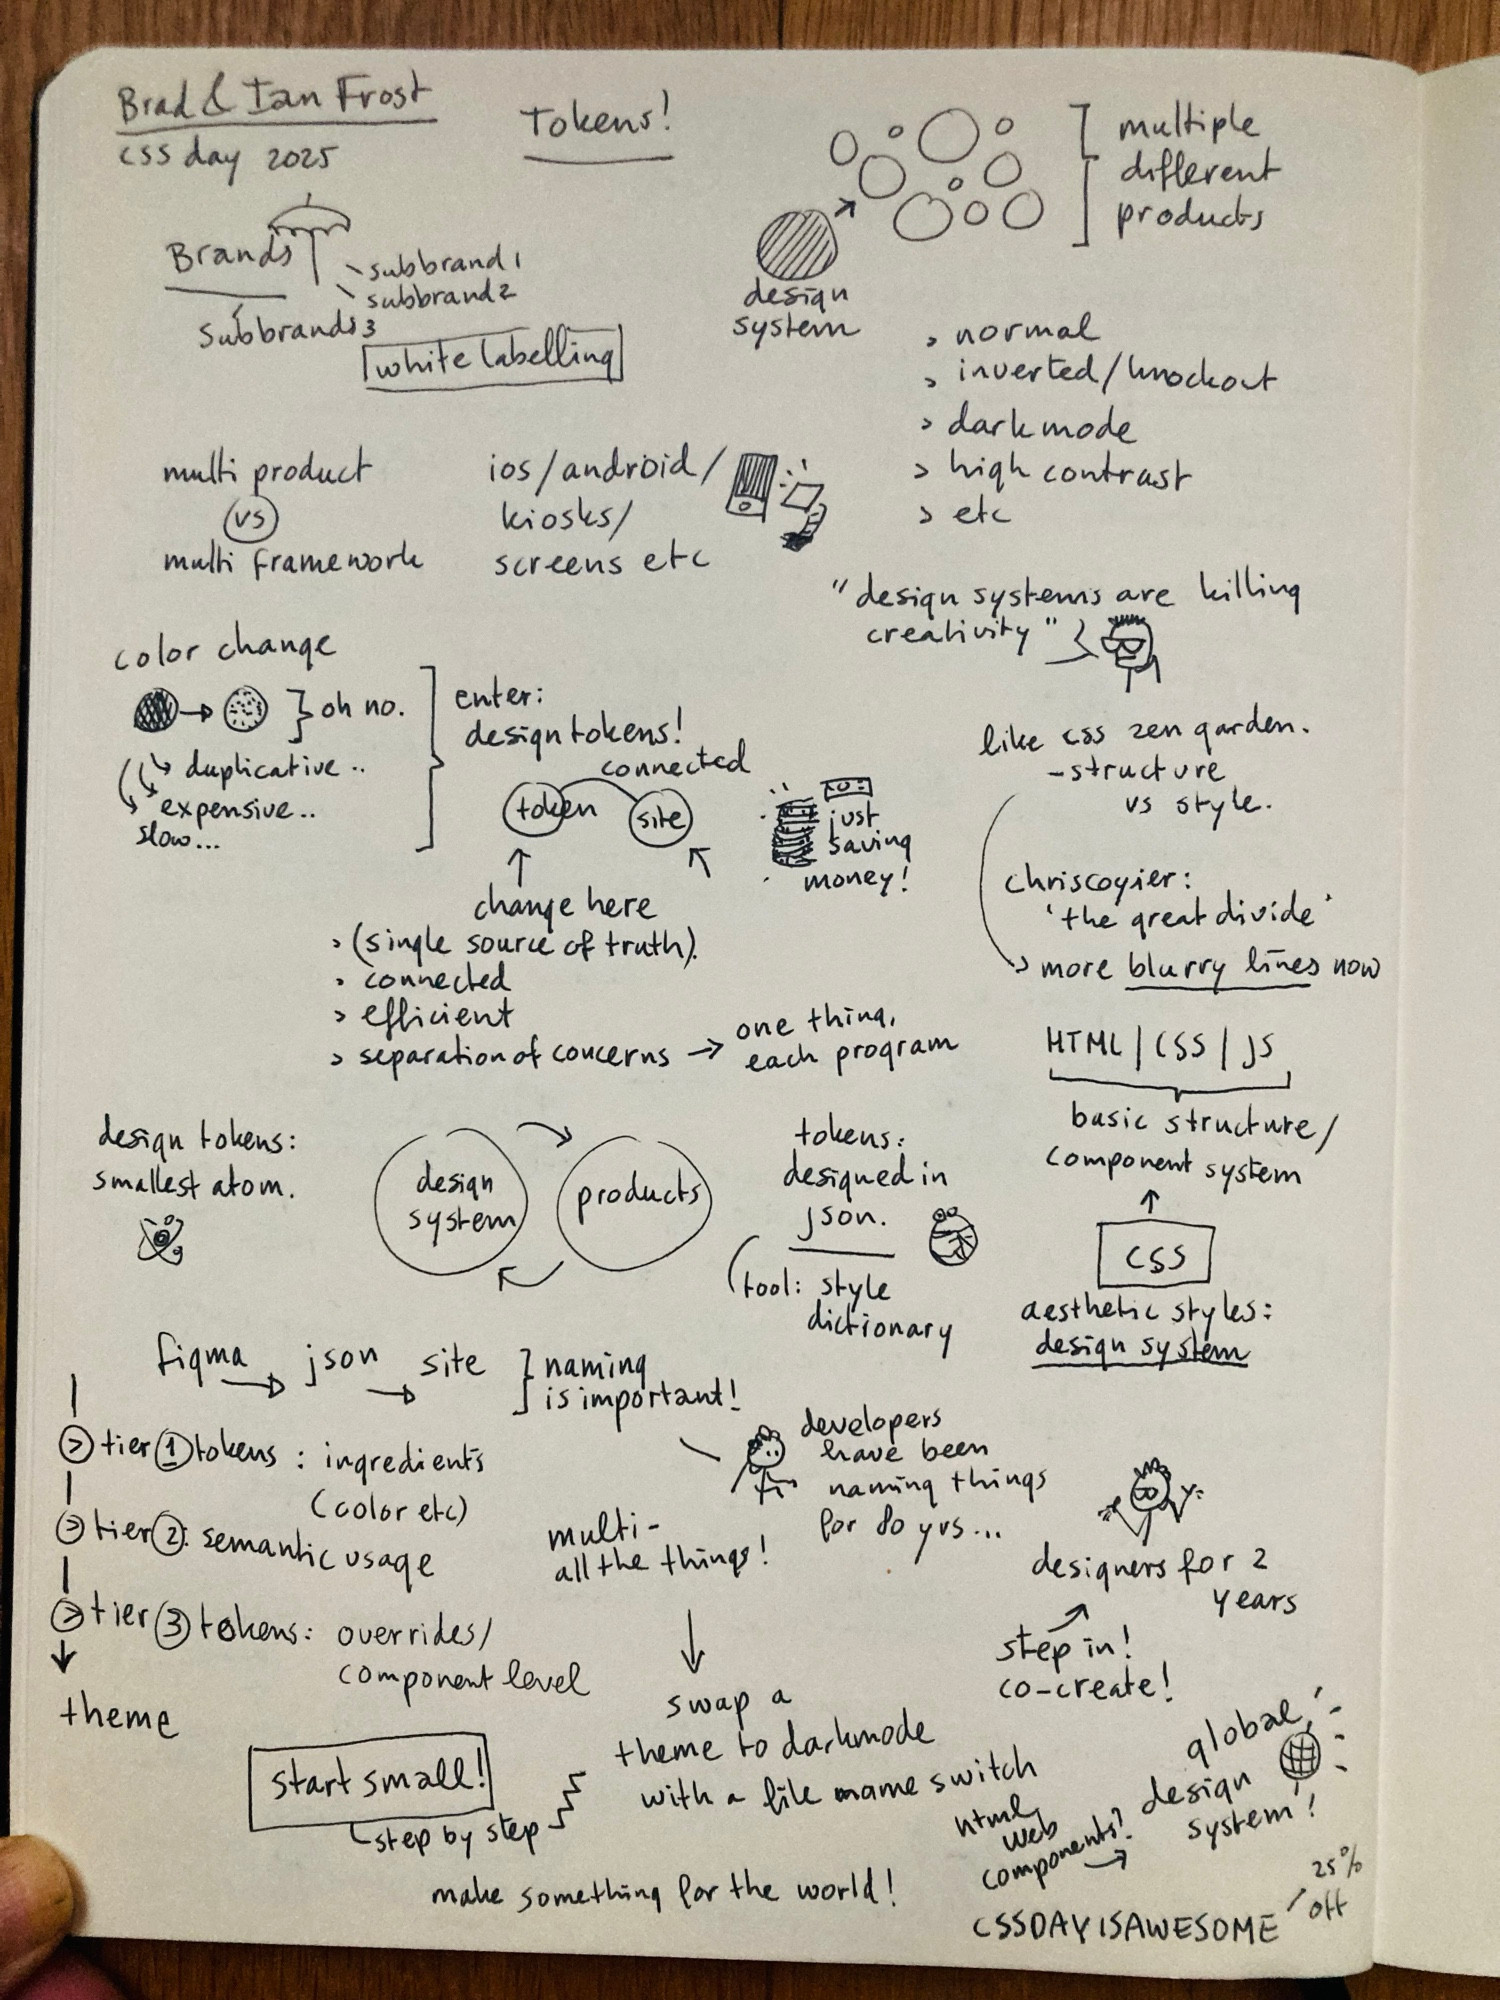 Brad & Ian Frost
css day 2025
Tokens!
multiple
different
products
Brands
subbrand 1
subbrand 2
subbrands 3
white labelling
design
system
> normal
> inverted/knockout
> darkmode
> high contrast
> etc
multi product
vs
multi framework
ios/android/
kiosks/
screens etc
"design systems are killing
creativity"
color change
oh no.
duplicative..
expensive..
slow...
enter:
design tokens!
connected
token
site
just
saving
money!
change here
> (single source of truth).
> connected
> efficient
> separation of concerns → one thing,
each program
like css zen garden.
- structure
vs style.
chriscoyier:
'the great divide'
> more blurry lines now
HTML | CSS | JS
basic structure/
component system
css
aesthetic styles:
design system
design tokens:
smallest atom.
design
system
products
tokens:
designed in
json.
tool: style
dictionary
figma → json → site
naming
is important!
> tier 1 tokens: ingredients
(color etc)
> tier 2: semantic usage
> tier 3 tokens: overrides/
component level
theme
developers
have been
naming things
for 80 yrs...
designers for 2
years
step in!
co-create!
multi-
all the things!
swap a
theme to darkmode
with a file name switch
start small!
step by step
make something for the world!
html
web
components? →
global
design
system!
CSSDAYISAWESOME
25%
off